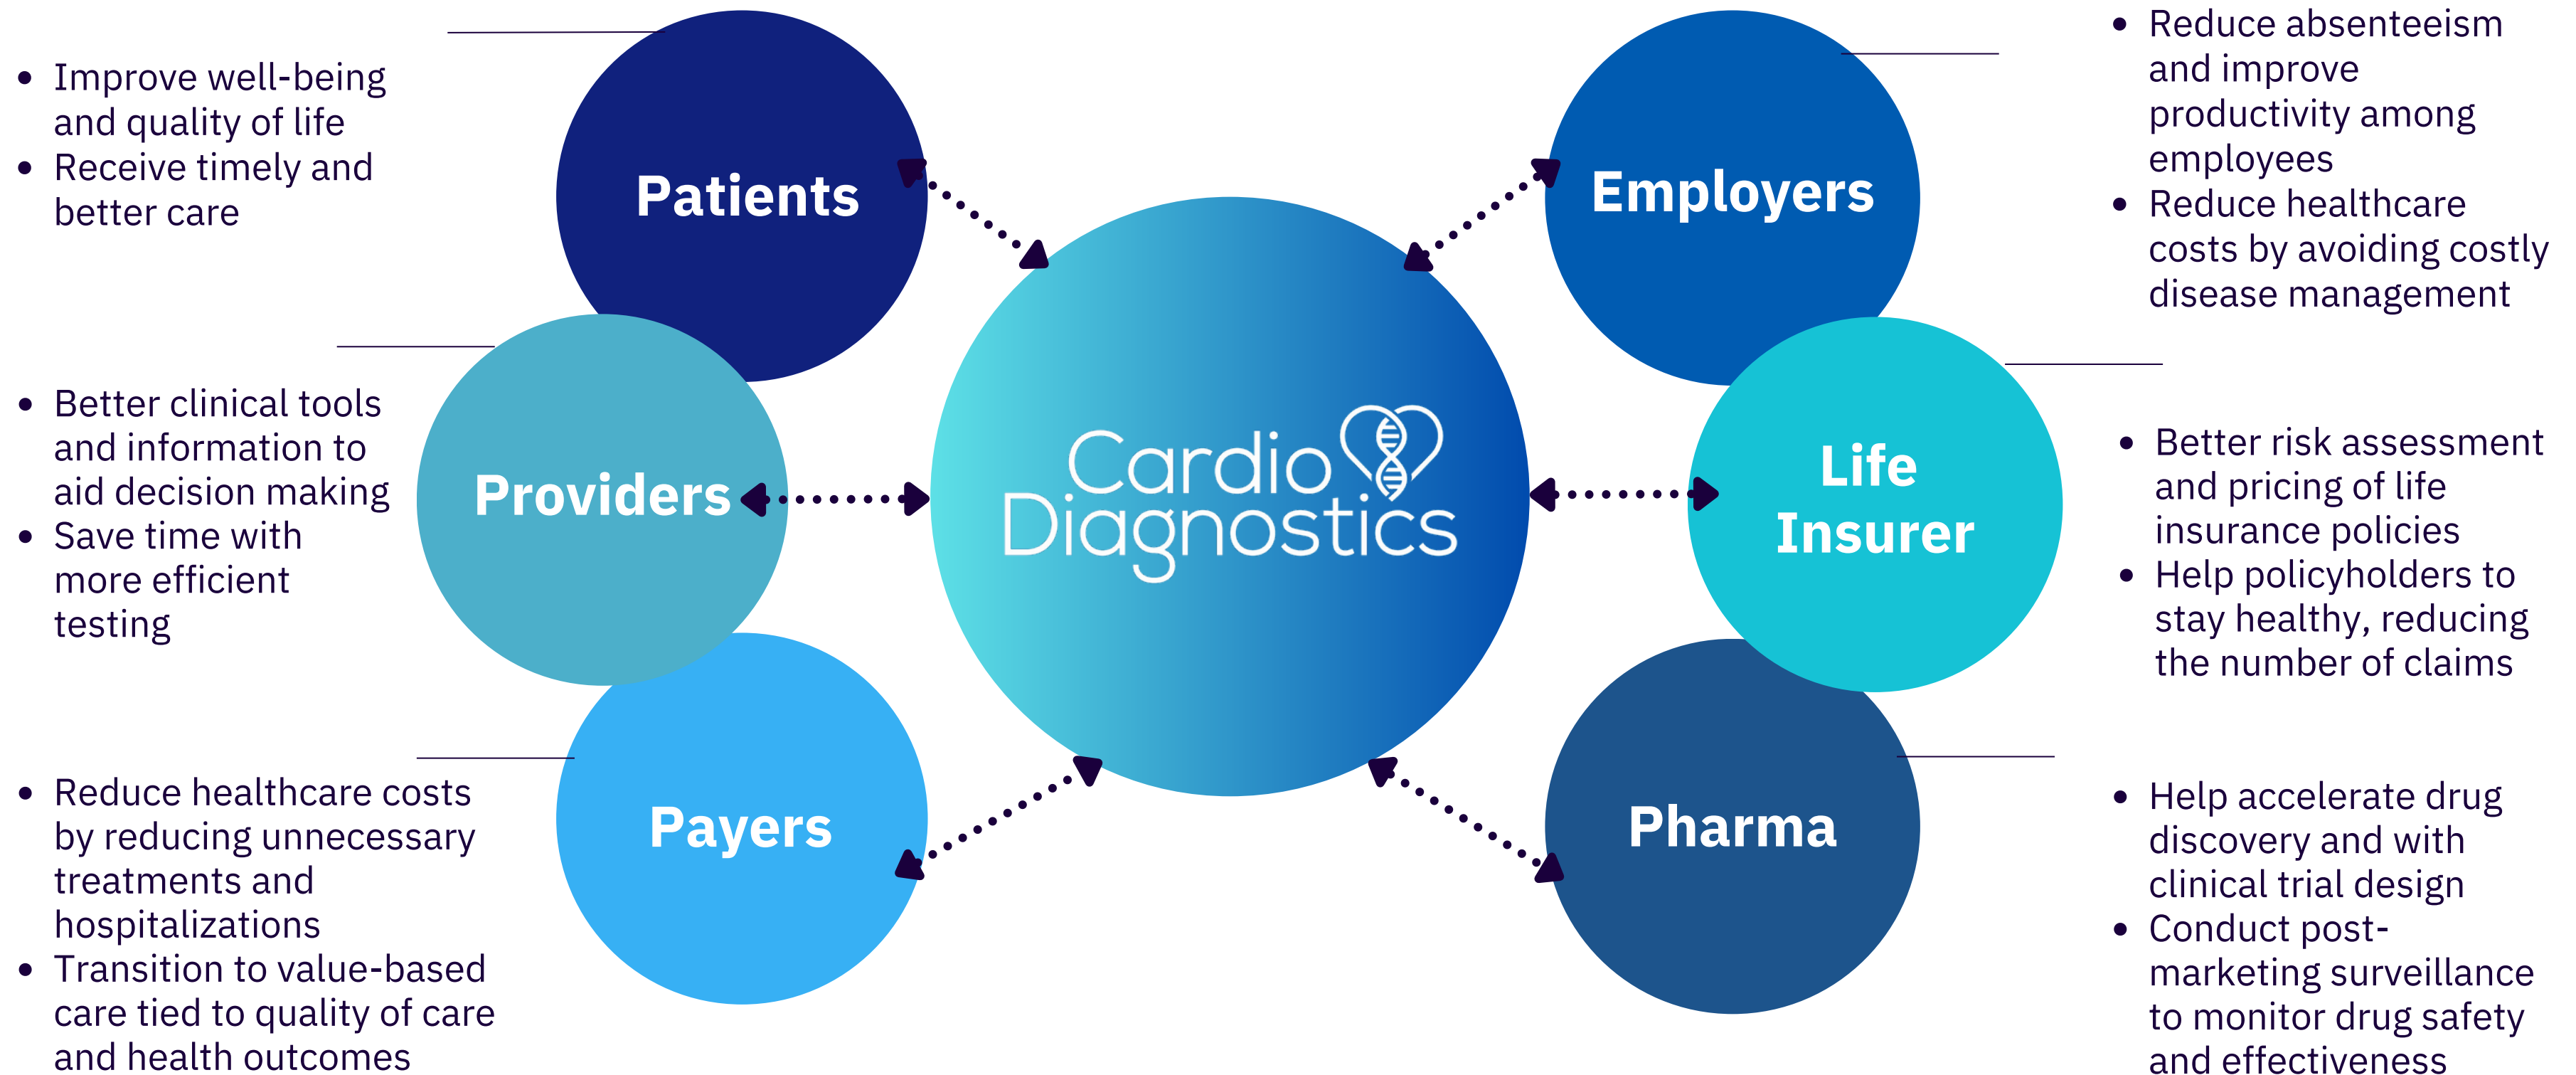 • Improve well-being
and quality of life
• Receive timely and
better care
Patients
• Better clinical tools
and information to
aid decision making
• Save time with
more efficient
testing
Providers
• Reduce healthcare costs
by reducing unnecessary
treatments and
hospitalizations
• Transition to value-based
care tied to quality of care
and health outcomes
Payers
Cardio
Diagnostics
Employers
• Reduce absenteeism
and improve
productivity among
employees
• Reduce healthcare
costs by avoiding costly
disease management
Life
Insurer
• Better risk assessment
and pricing of life
insurance policies
• Help policyholders to
stay healthy, reducing
the number of claims
Pharma
• Help accelerate drug
discovery and with
clinical trial design
• Conduct post-
marketing surveillance
to monitor drug safety
and effectiveness